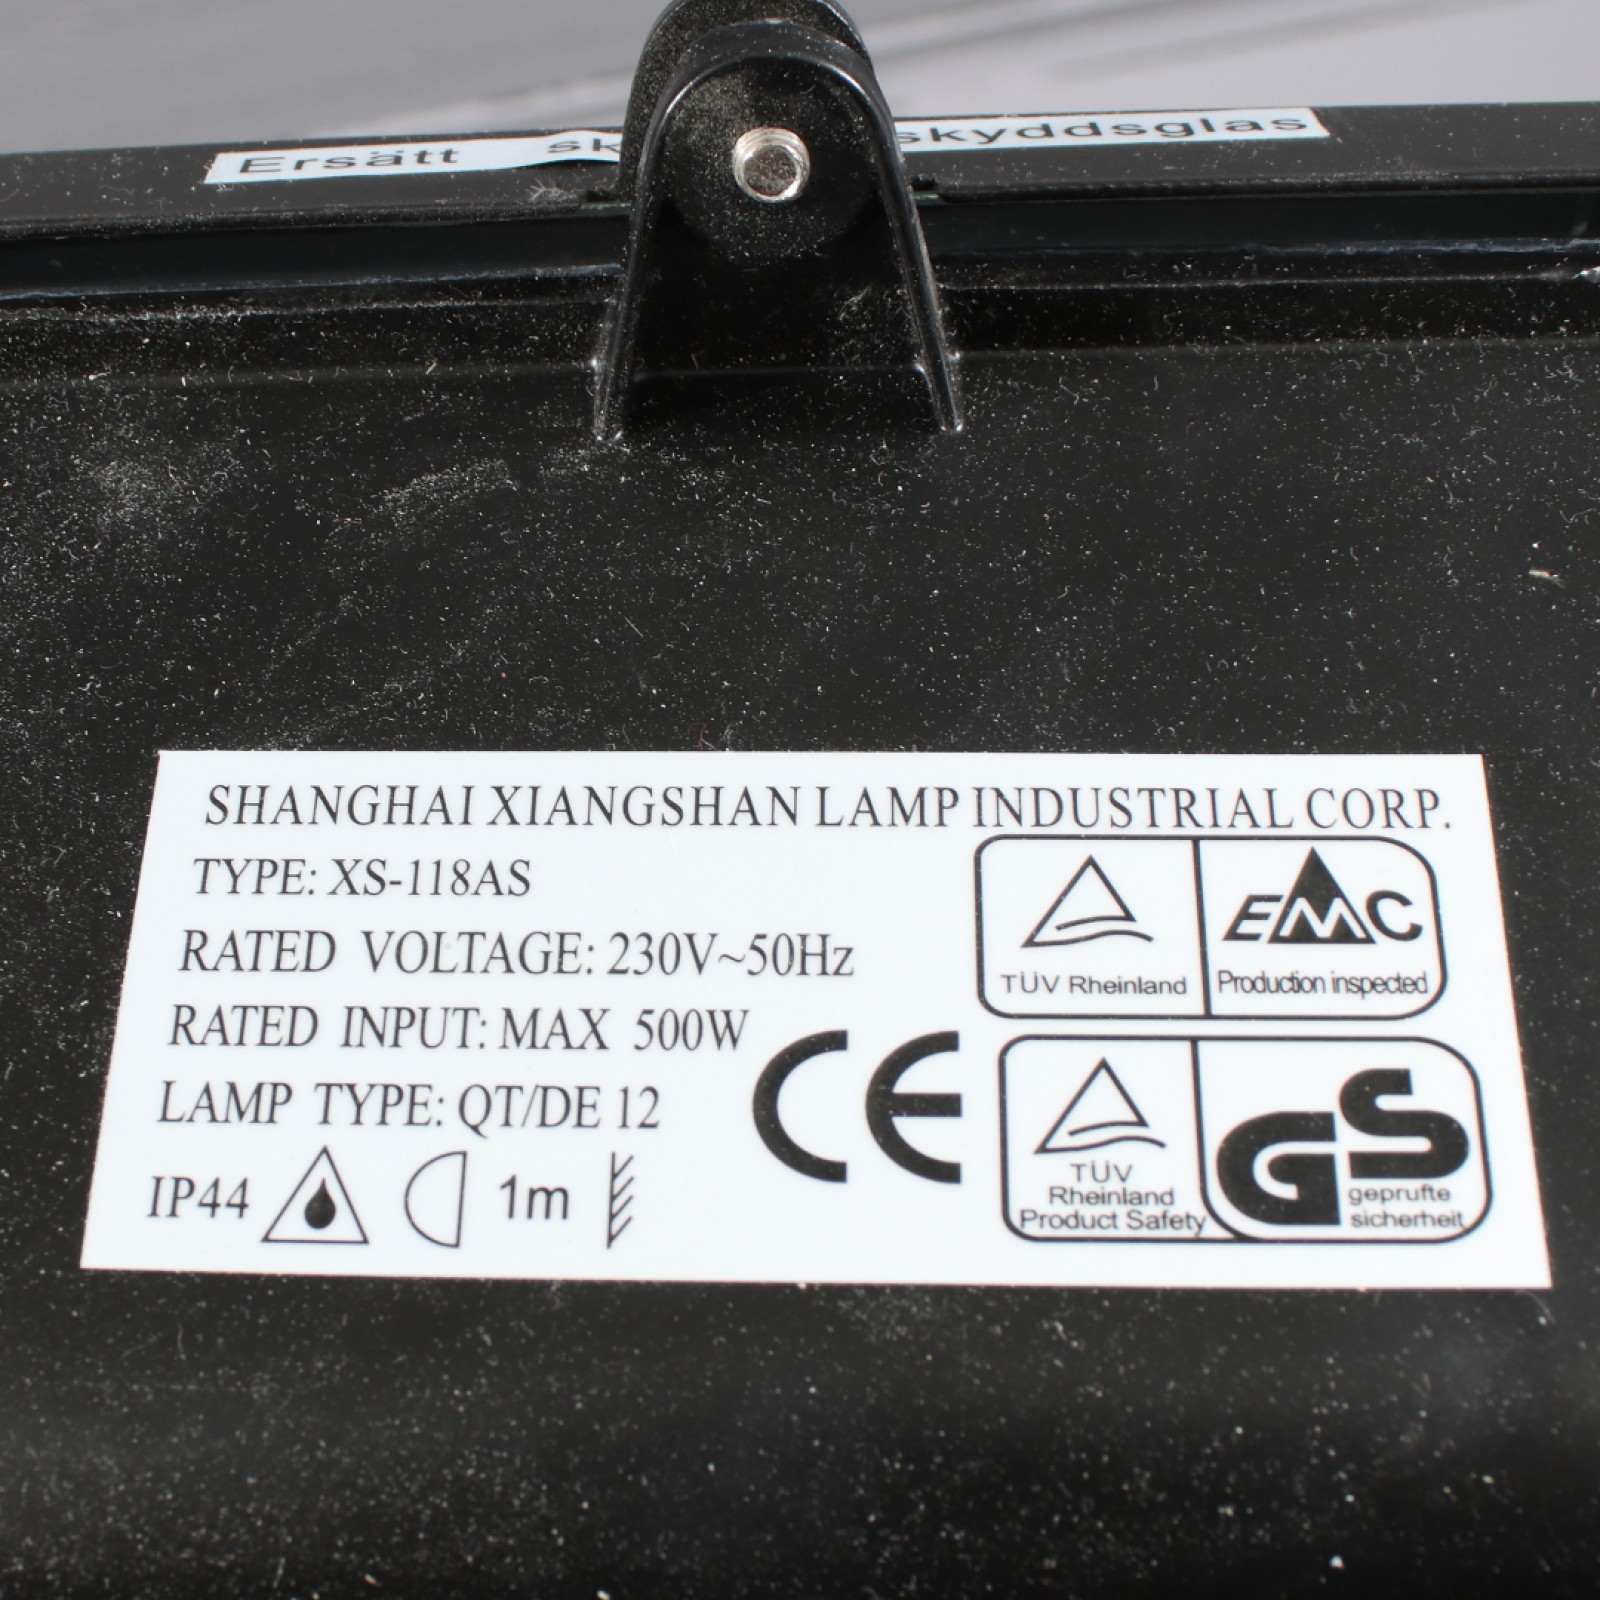 Ersätt sk skyddsglas
SHANGHAI XIANGSHAN LAMP INDUSTRIAL CORP.
TYPE: XS-118AS
RATED VOLTAGE: 230V~50Hz
RATED INPUT: MAX 500W
LAMP TYPE: QT/DE 12
IP44 1m
CE
TÜV Rheinland
EMC
Production inspected
TÜV
Rheinland
Product Safety
GS
geprufte
sicherheit